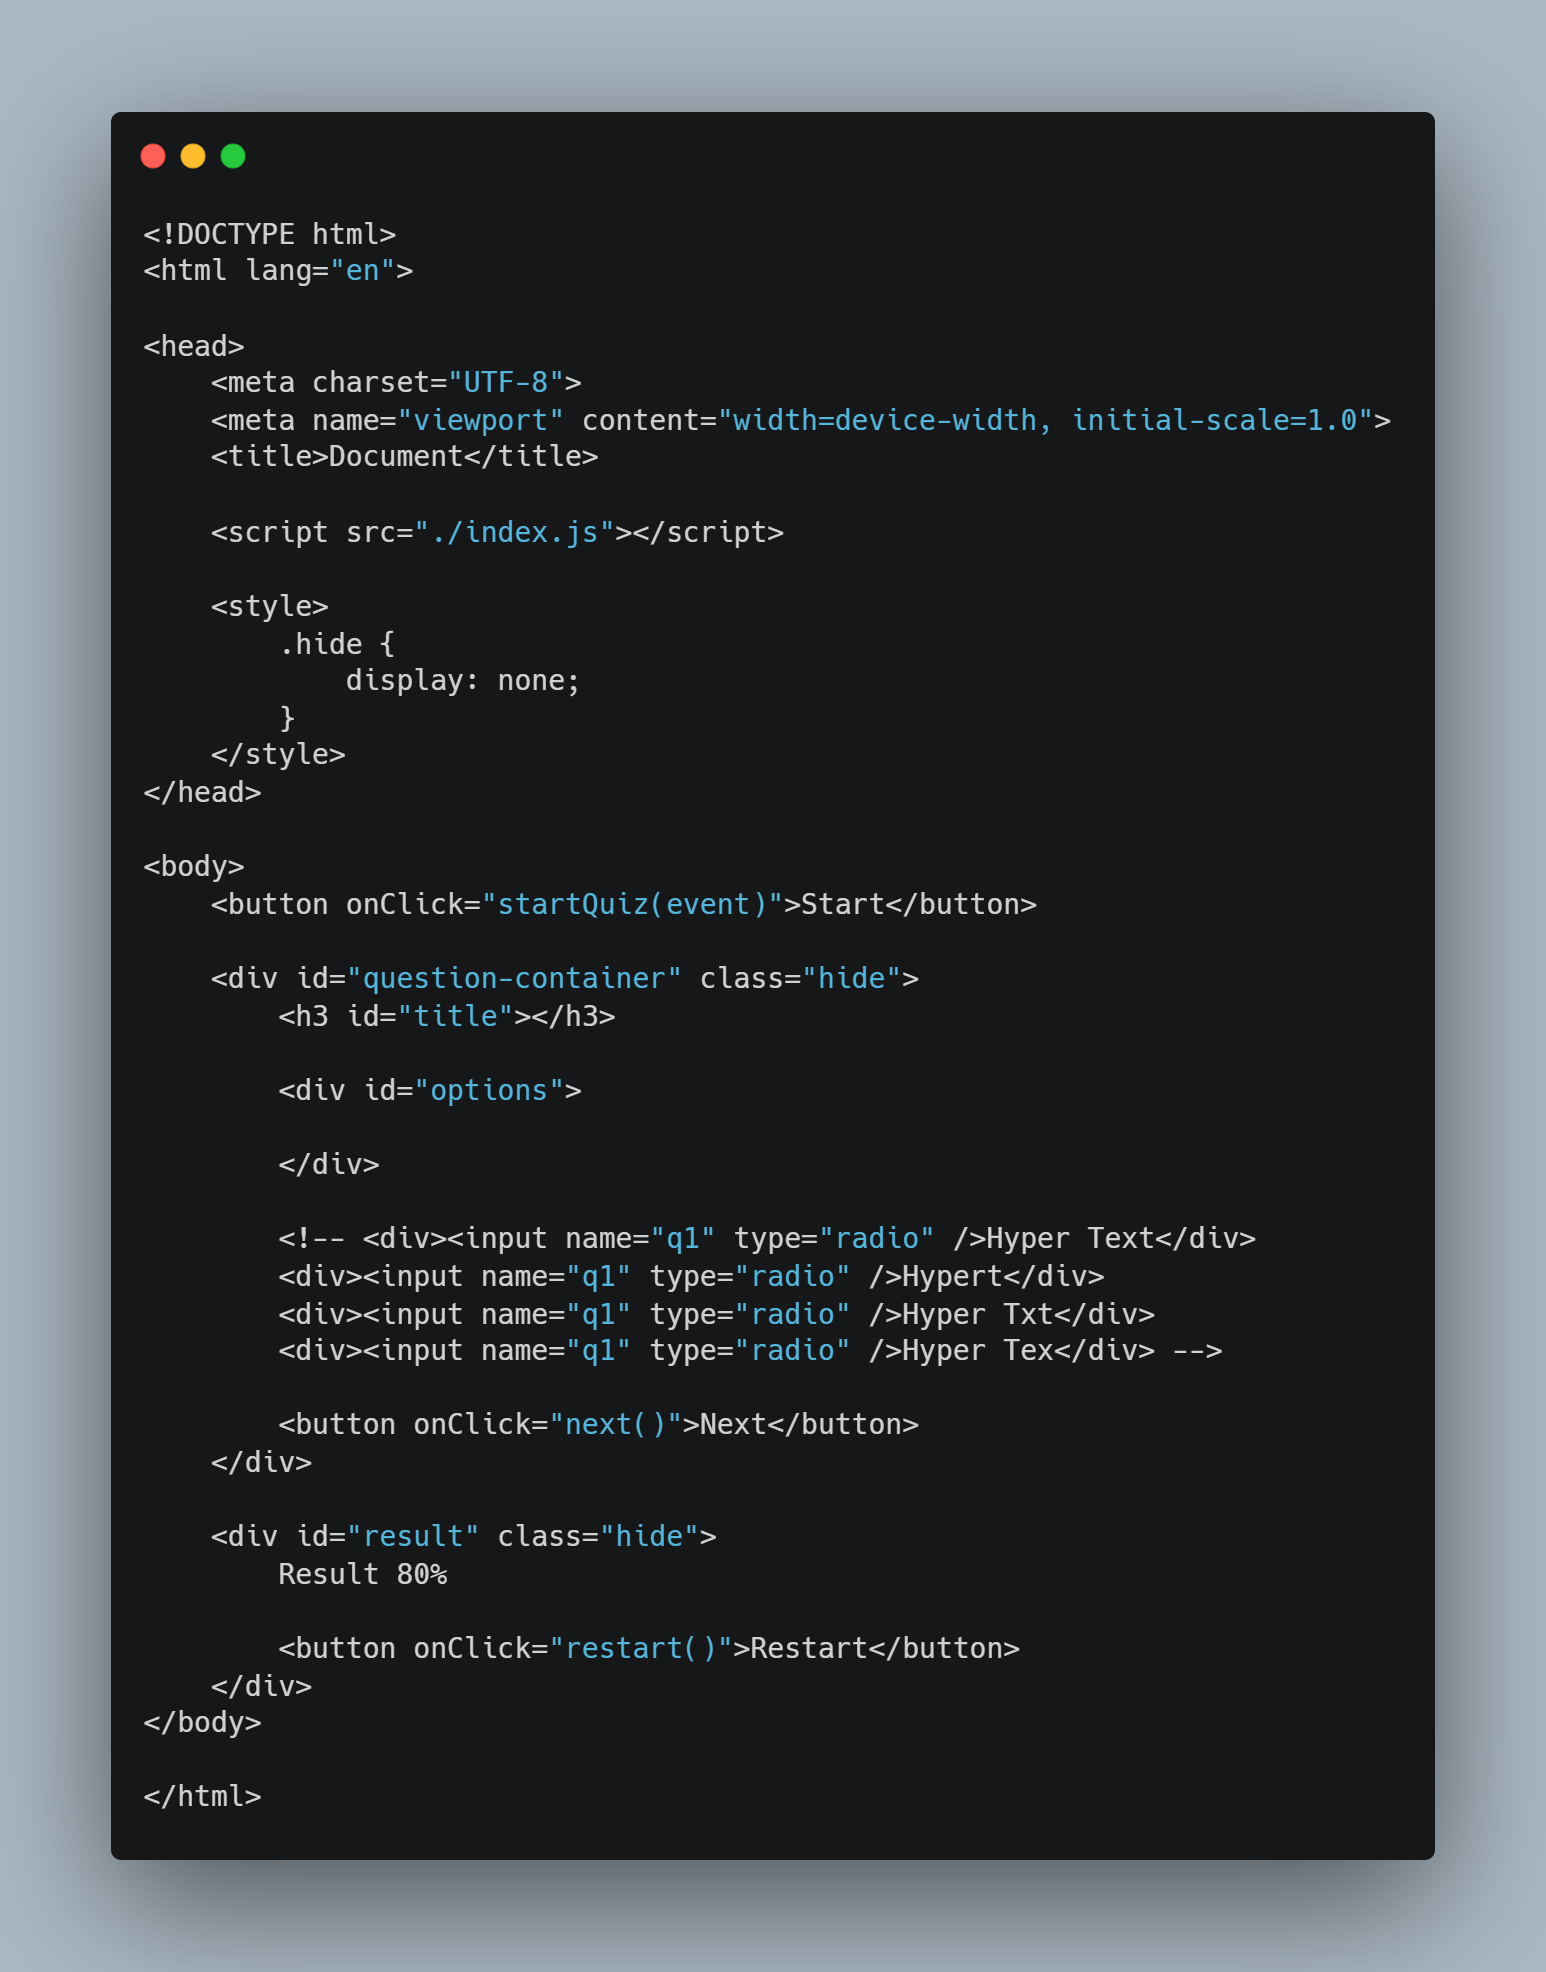 <!DOCTYPE html>
<html lang="en">
<head>
    <meta charset="UTF-8">
    <meta name="viewport" content="width=device-width, initial-scale=1.0">
    <title>Document</title>
    <script src="./index.js"></script>
    <style>
        .hide {
            display: none;
        }
    </style>
</head>
<body>
    <button onClick="startQuiz(event)">Start</button>
    <div id="question-container" class="hide">
        <h3 id="title"></h3>
        <div id="options">
        </div>
        <!-- <div><input name="q1" type="radio" />Hyper Text</div>
        <div><input name="q1" type="radio" />Hypert</div>
        <div><input name="q1" type="radio" />Hyper Txt</div>
        <div><input name="q1" type="radio" />Hyper Tex</div> -->
        <button onClick="next()">Next</button>
    </div>
    <div id="result" class="hide">
        Result 80%
        <button onClick="restart()">Restart</button>
    </div>
</body>
</html>